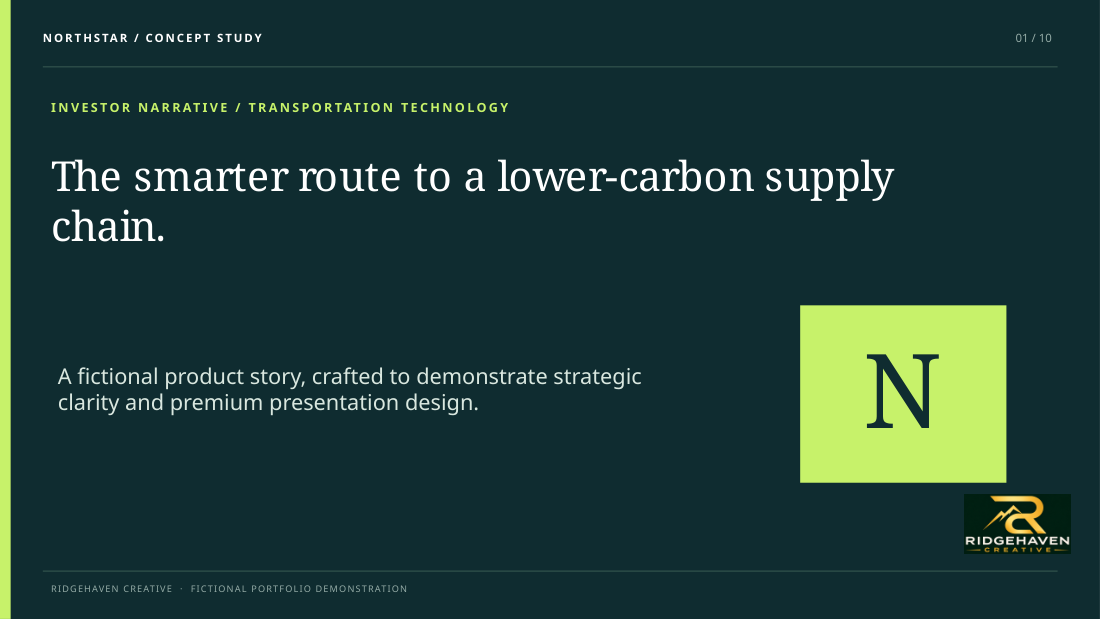 NORTHSTAR / CONCEPT STUDY
01 / 10
INVESTOR NARRATIVE / TRANSPORTATION TECHNOLOGY
The smarter route to a lower-carbon supply
chain.
A fictional product story, crafted to demonstrate strategic
clarity and premium presentation design.
N
RIDGEHAVEN
CREATIVE
RIDGEHAVEN CREATIVE · FICTIONAL PORTFOLIO DEMONSTRATION